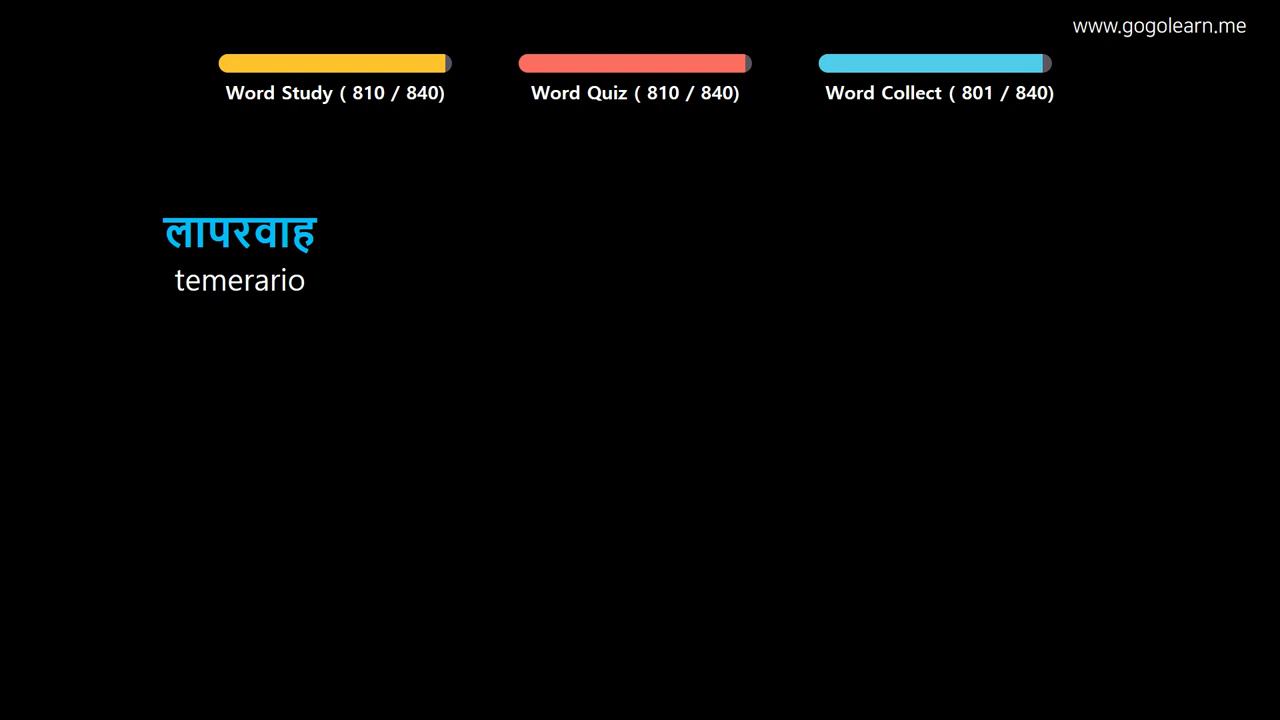 www.gogolearn.me
Word Study ( 810 / 840)
Word Quiz ( 810 / 840)
Word Collect ( 801 / 840)
लापरवाह
temerario